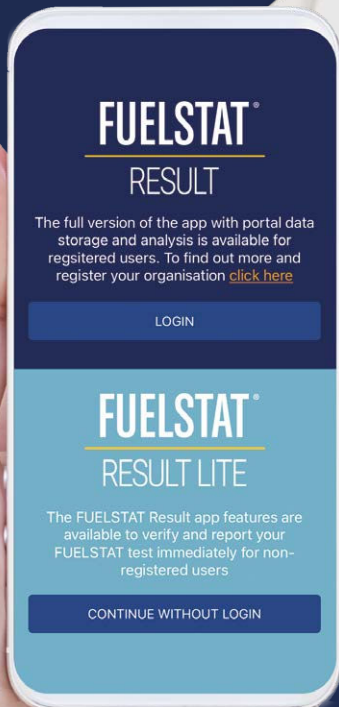 FUELSTAT®
RESULT
The full version of the app with portal data
storage and analysis is available for
regsitered users. To find out more and
register your organisation click here
LOGIN
FUELSTAT®
RESULT LITE
The FUELSTAT Result app features are
available to verify and report your
FUELSTAT test immediately for non-
registered users
CONTINUE WITHOUT LOGIN